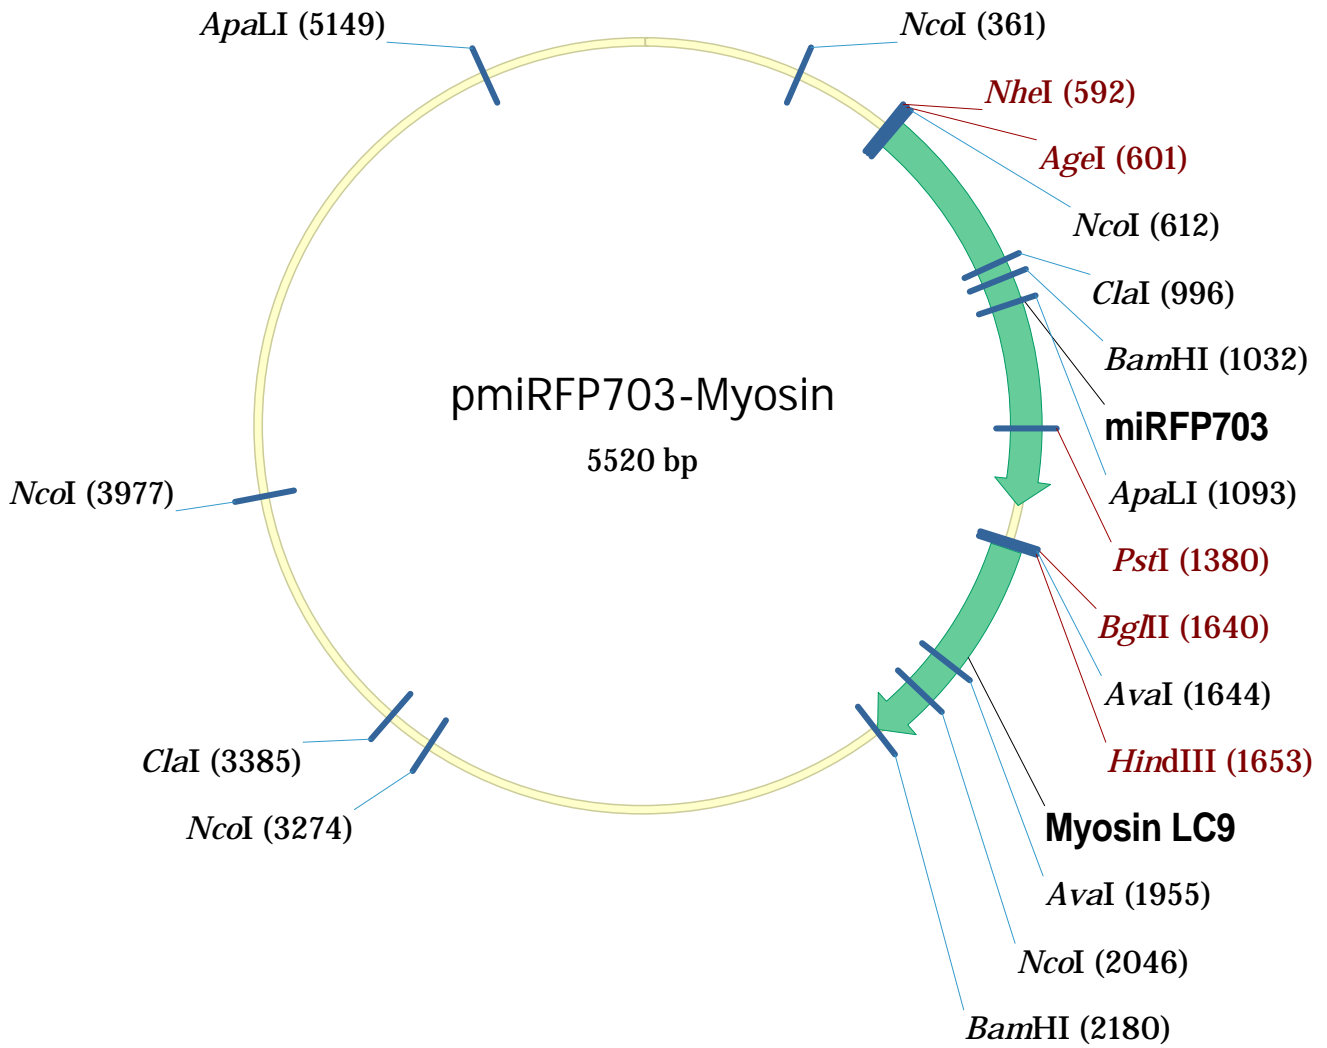 ApaLI (5149)
NcoI (361)
NheI (592)
AgeI (601)
NcoI (612)
ClaI (996)
BamHI (1032)
miRFP703
ApaLI (1093)
PstI (1380)
BglII (1640)
AvaI (1644)
HindIII (1653)
Myosin LC9
AvaI (1955)
NcoI (2046)
BamHI (2180)
NcoI (3274)
ClaI (3385)
NcoI (3977)
pmiRFP703-Myosin
5520 bp